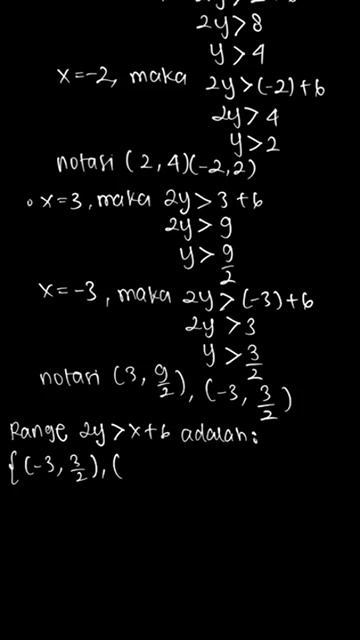 2y > 8
y > 4
x = -2, maka 2y > (-2) + 6
2y > 4
y > 2
notasi (2, 4)(-2, 2)
x = 3, maka 2y > 3 + 6
2y > 9
y > 9/2
x = -3, maka 2y > (-3) + 6
2y > 3
y > 3/2
notasi (3, 9/2), (-3, 3/2)
Range 2y > x + 6 adalah:
{(-3, 3/2), (